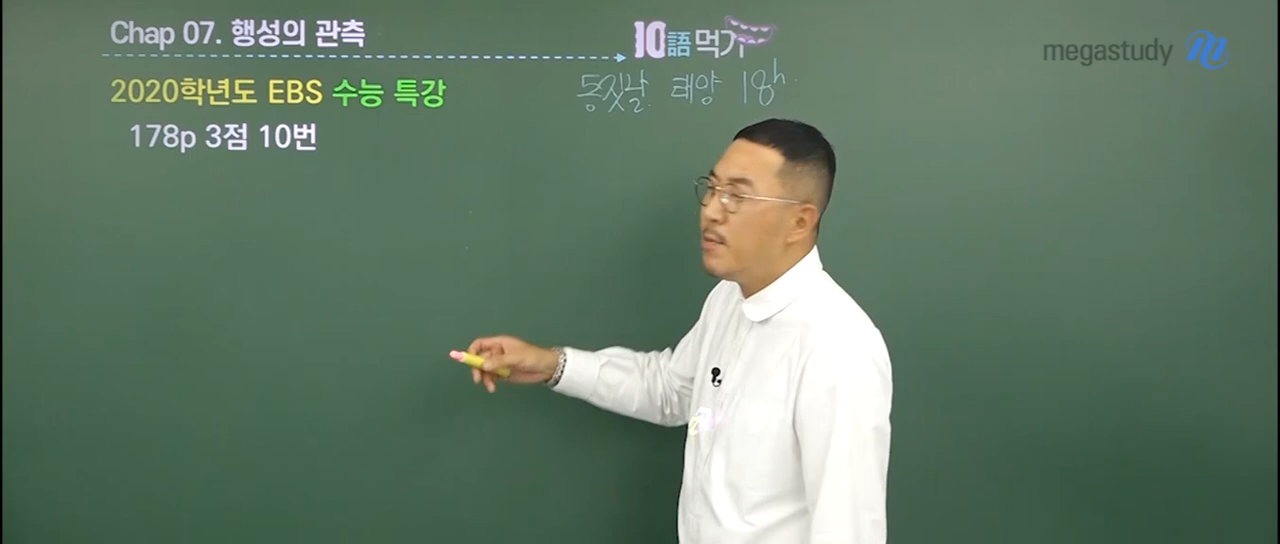 Chap 07. 행성의 관측
10語먹기
megastudy
2020학년도 EBS 수능 특강
동짓날 태양 18h
178p 3점 10번